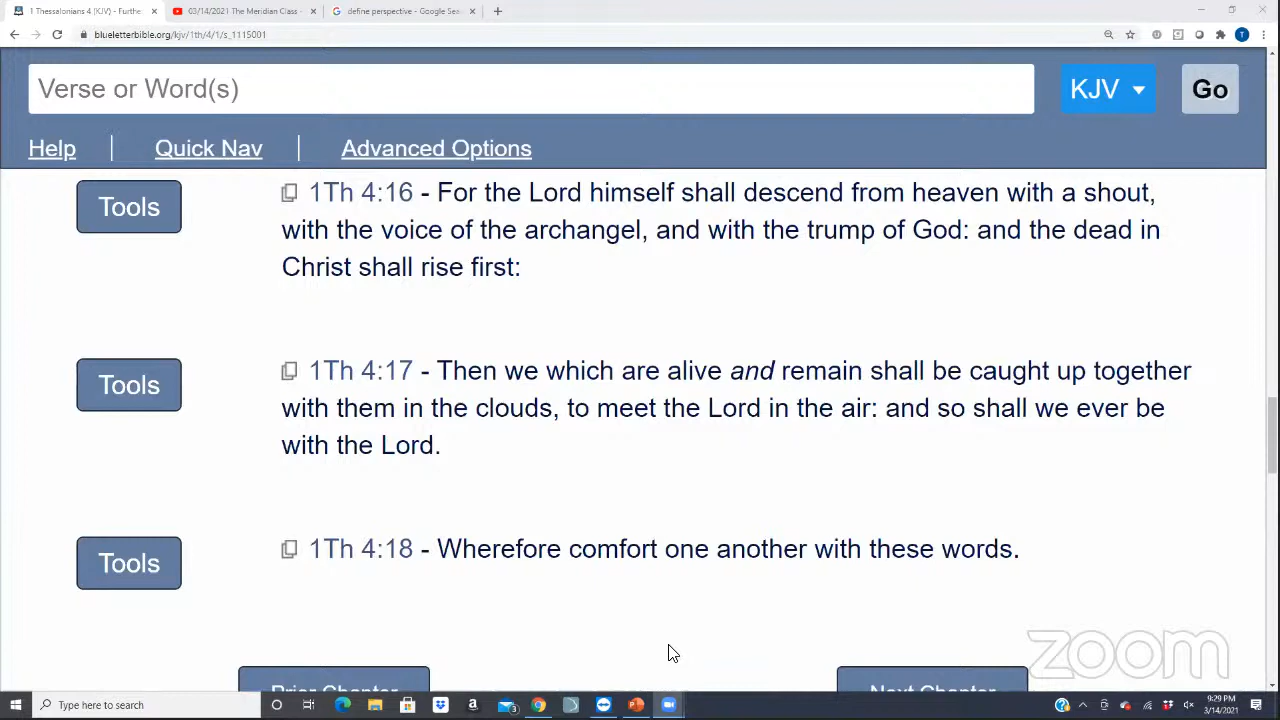 1 Thessalonians 4 (KJV) - Furthe
03/14/2021 The Meridian Class -
define perspective - Google Sea
blueletterbible.org/kjv/1th/4/1/s_1115001
Verse or Word(s)
KJV
Go
Help
Quick Nav
Advanced Options
Tools
1Th 4:16 - For the Lord himself shall descend from heaven with a shout,
with the voice of the archangel, and with the trump of God: and the dead in
Christ shall rise first:
Tools
1Th 4:17 - Then we which are alive and remain shall be caught up together
with them in the clouds, to meet the Lord in the air: and so shall we ever be
with the Lord.
Tools
1Th 4:18 - Wherefore comfort one another with these words.
zoom
Prior Chapter
Next Chapter
Type here to search
9:29 PM
3/14/2021